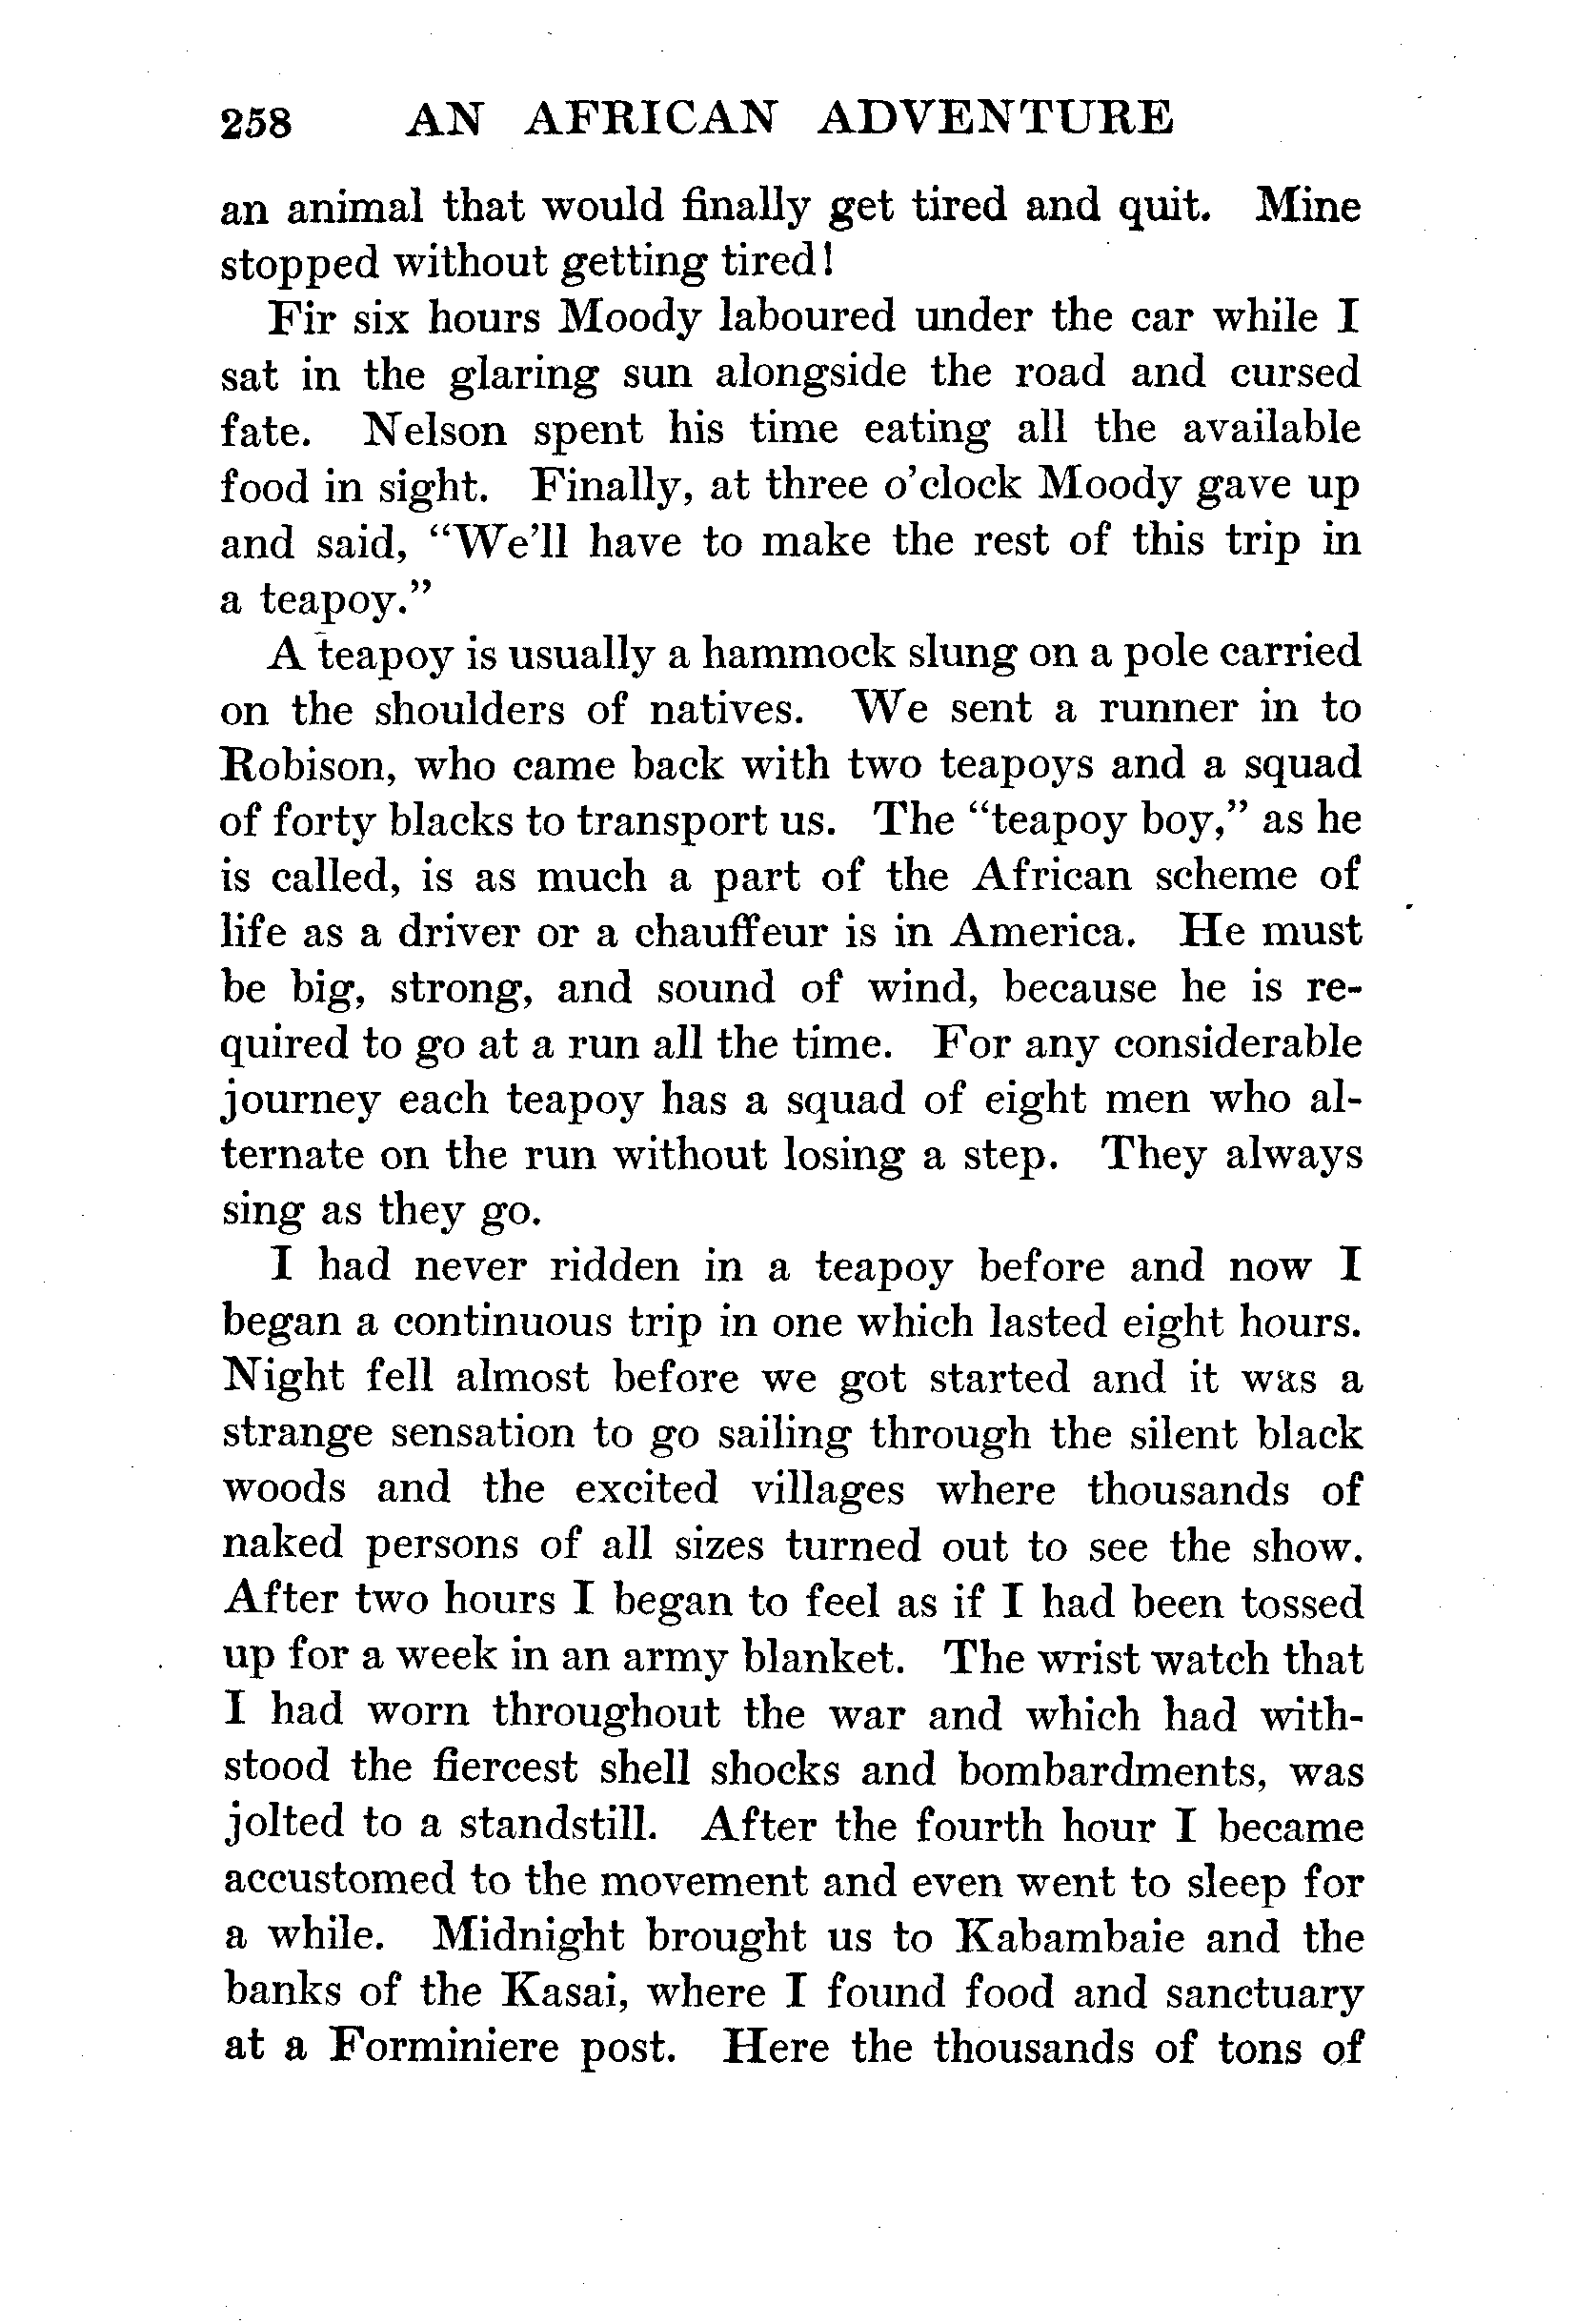 258 AN AFRICAN ADVENTURE
an animal that would finally get tired and quit. Mine
stopped without getting tired!
Fir six hours Moody laboured under the car while I
sat in the glaring sun alongside the road and cursed
fate. Nelson spent his time eating all the available
food in sight. Finally, at three o'clock Moody gave up
and said, "We'll have to make the rest of this trip in
a teapoy."
A teapoy is usually a hammock slung on a pole carried
on the shoulders of natives. We sent a runner in to
Robison, who came back with two teapoys and a squad
of forty blacks to transport us. The "teapoy boy," as he
is called, is as much a part of the African scheme of
life as a driver or a chauffeur is in America. He must
be big, strong, and sound of wind, because he is re-
quired to go at a run all the time. For any considerable
journey each teapoy has a squad of eight men who al-
ternate on the run without losing a step. They always
sing as they go.
I had never ridden in a teapoy before and now I
began a continuous trip in one which lasted eight hours.
Night fell almost before we got started and it was a
strange sensation to go sailing through the silent black
woods and the excited villages where thousands of
naked persons of all sizes turned out to see the show.
After two hours I began to feel as if I had been tossed
up for a week in an army blanket. The wrist watch that
I had worn throughout the war and which had with-
stood the fiercest shell shocks and bombardments, was
jolted to a standstill. After the fourth hour I became
accustomed to the movement and even went to sleep for
a while. Midnight brought us to Kabambaie and the
banks of the Kasai, where I found food and sanctuary
at a Forminiere post. Here the thousands of tons of